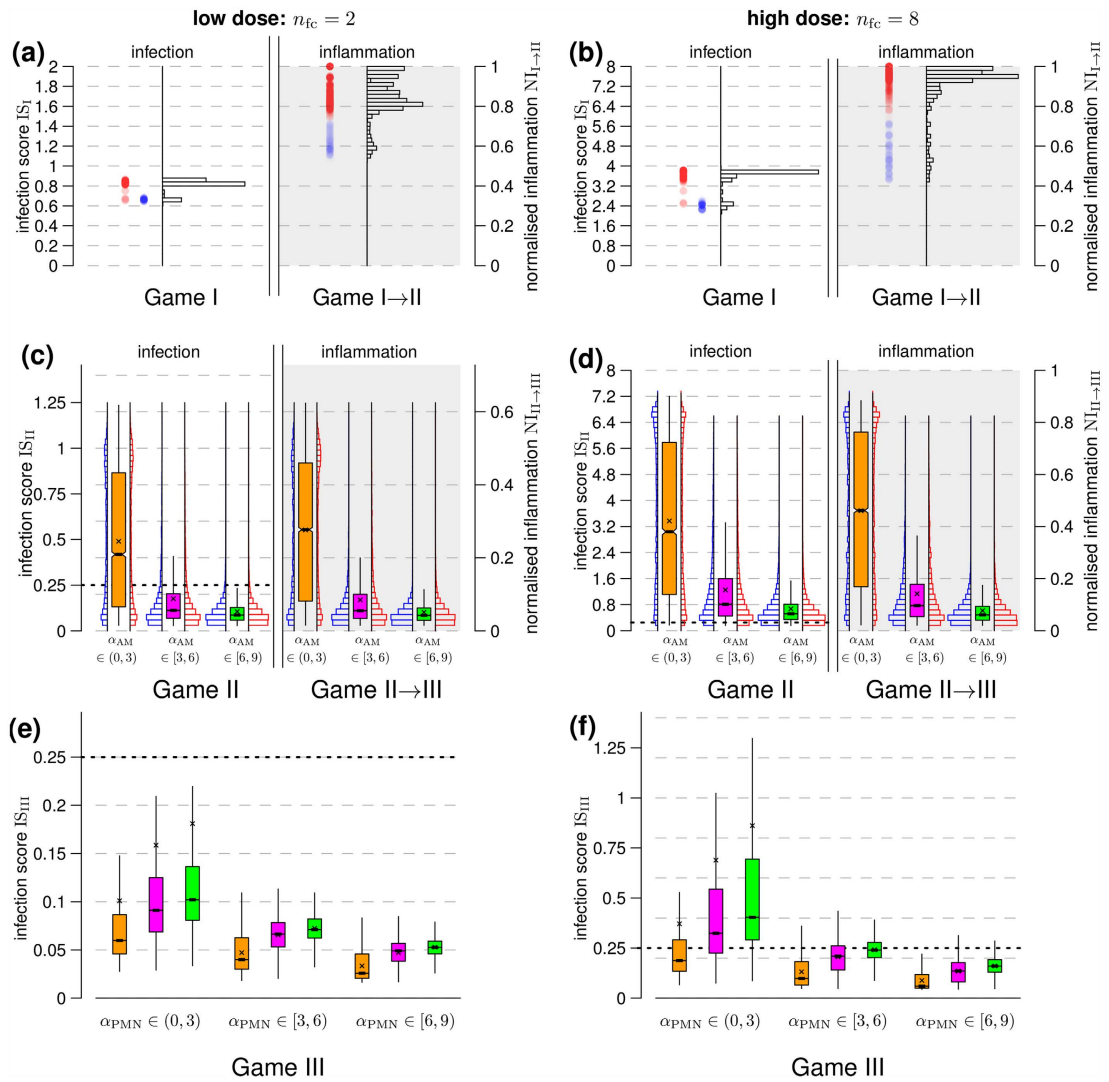 low dose: n_fc = 2
high dose: n_fc = 8
(a)
infection
inflammation
infection score IS_I
2
1.8
1.6
1.4
1.2
1
0.8
0.6
0.4
0.2
0
1
0.8
0.6
0.4
0.2
0
normalised inflammation NI_I→II
Game I
Game I→II
(b)
infection
inflammation
infection score IS_I
8
7.2
6.4
5.6
4.8
4
3.2
2.4
1.6
0.8
0
1
0.8
0.6
0.4
0.2
0
normalised inflammation NI_I→II
Game I
Game I→II
(c)
infection
inflammation
infection score IS_II
1.25
1
0.75
0.5
0.25
0
0.6
0.4
0.2
0
normalised inflammation NI_II→III
α_AM α_AM α_AM α_AM α_AM α_AM
∈ (0, 3) ∈ [3, 6) ∈ [6, 9) ∈ (0, 3) ∈ [3, 6) ∈ [6, 9)
Game II
Game II→III
(d)
infection
inflammation
infection score IS_II
8
7.2
6.4
5.6
4.8
4
3.2
2.4
1.6
0.8
0
1
0.8
0.6
0.4
0.2
0
normalised inflammation NI_II→III
α_AM α_AM α_AM α_AM α_AM α_AM
∈ (0, 3) ∈ [3, 6) ∈ [6, 9) ∈ (0, 3) ∈ [3, 6) ∈ [6, 9)
Game II
Game II→III
(e)
infection score IS_III
0.25
0.2
0.15
0.1
0.05
0
α_PMN ∈ (0, 3) α_PMN ∈ [3, 6) α_PMN ∈ [6, 9)
Game III
(f)
infection score IS_III
1.25
1
0.75
0.5
0.25
0
α_PMN ∈ (0, 3) α_PMN ∈ [3, 6) α_PMN ∈ [6, 9)
Game III